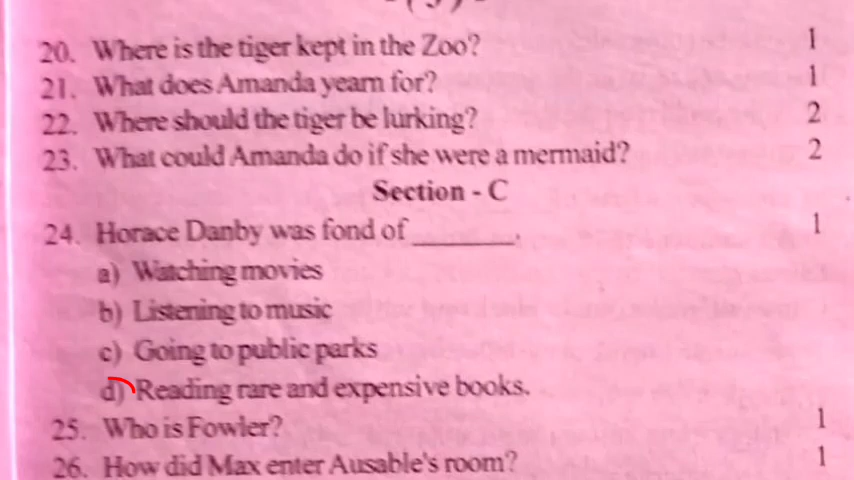 20. Where is the tiger kept in the Zoo? 1
21. What does Amanda yearn for? 1
22. Where should the tiger be lurking? 2
23. What could Amanda do if she were a mermaid? 2
Section - C
24. Horace Danby was fond of ______. 1
a) Watching movies
b) Listening to music
c) Going to public parks
d) Reading rare and expensive books.
25. Who is Fowler? 1
26. How did Max enter Ausable's room? 1